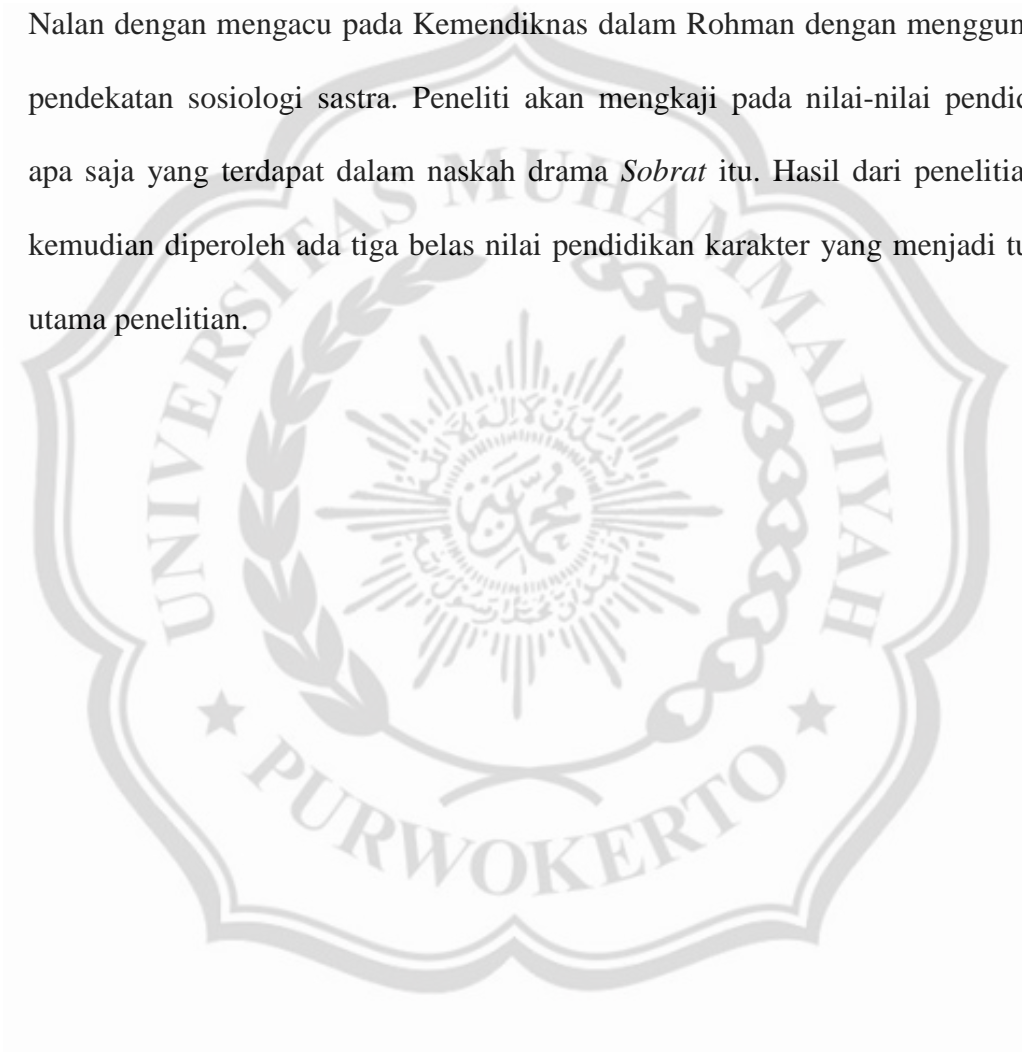 Nalan dengan mengacu pada Kemendiknas dalam Rohman dengan menggun
pendekatan sosiologi sastra. Peneliti akan mengkaji pada nilai-nilai pendid
apa saja yang terdapat dalam naskah drama Sobrat itu. Hasil dari penelitia
kemudian diperoleh ada tiga belas nilai pendidikan karakter yang menjadi tu
utama penelitian.
UNIVERSITAS MUHAMMADIYAH
PURWOKERTO